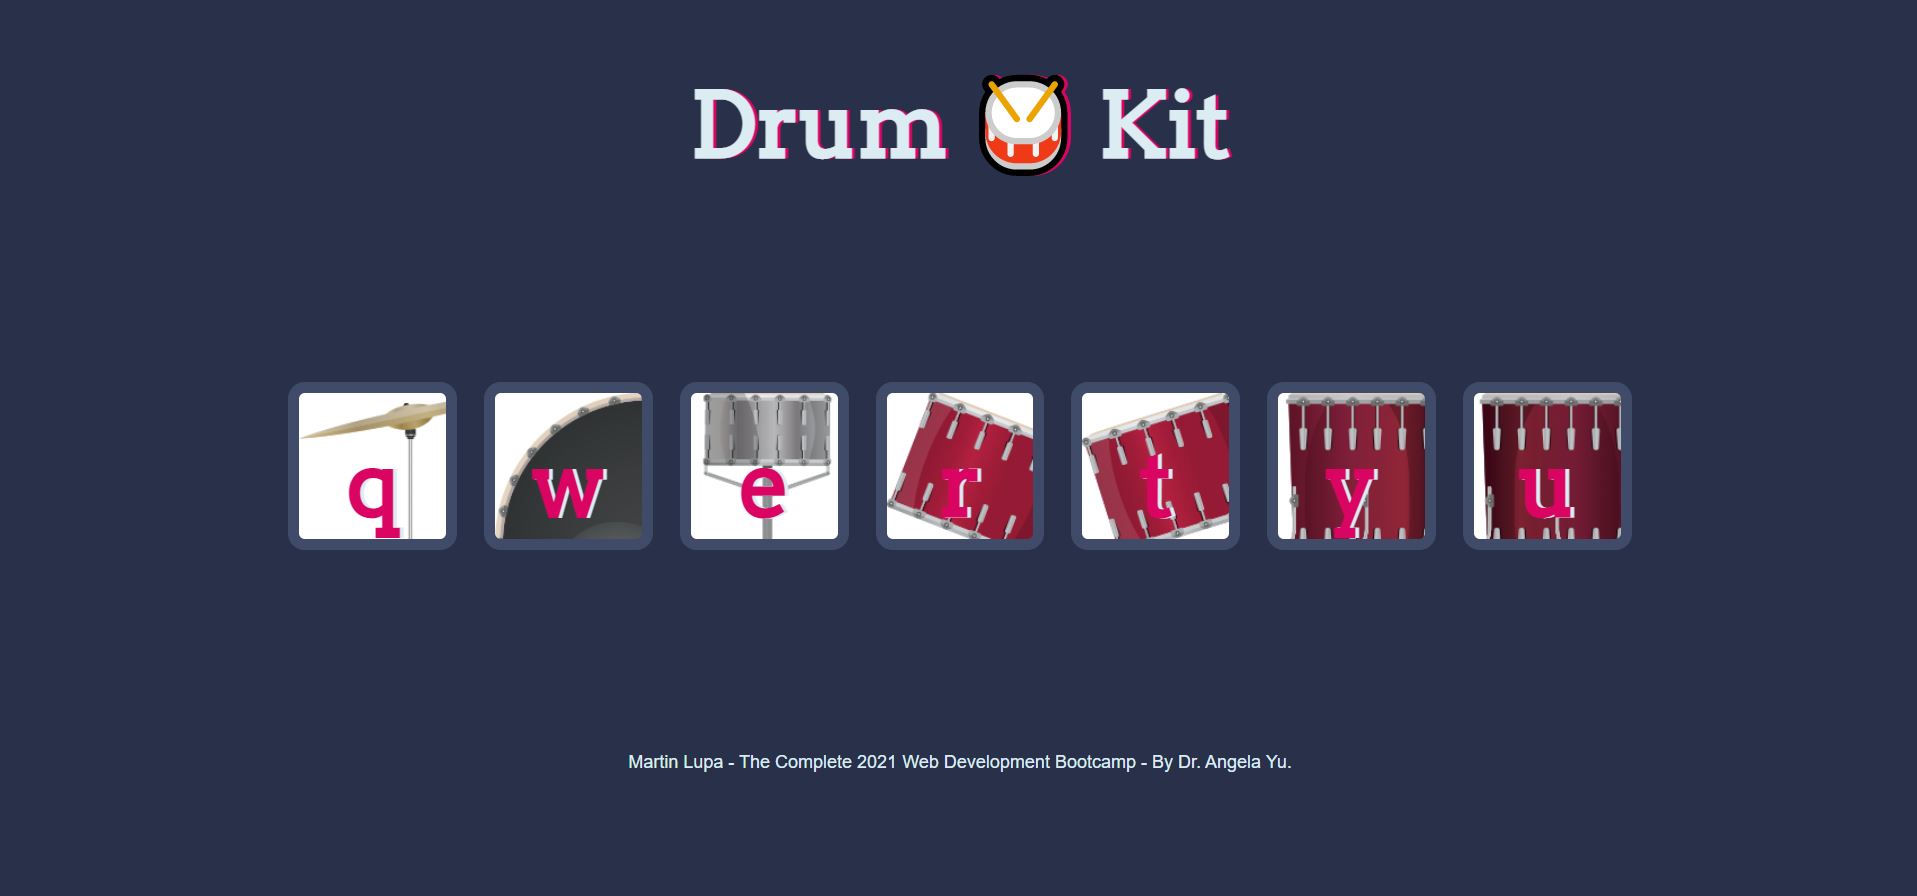 Drum 🥁 Kit
q w e r t y u
Martin Lupa - The Complete 2021 Web Development Bootcamp - By Dr. Angela Yu.